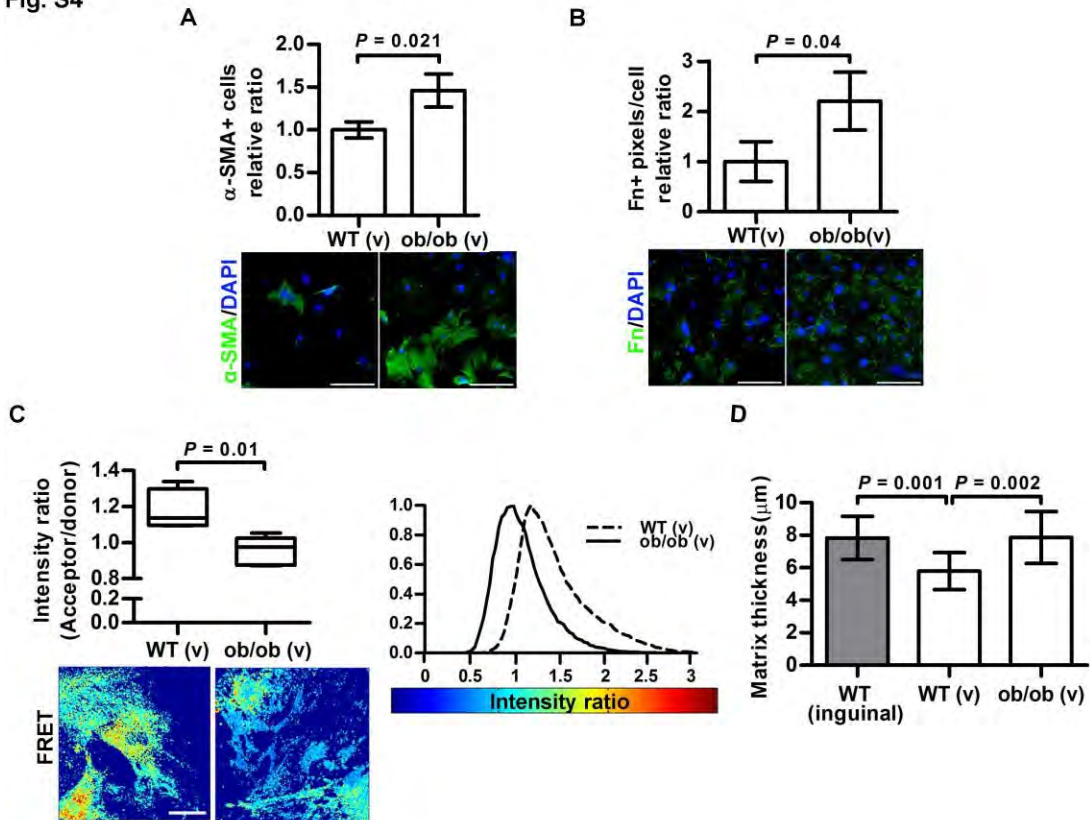 Fig. S4
A
P = 0.021
α-SMA+ cells
relative ratio
2.0
1.5
1.0
0.5
0.0
WT (v)
ob/ob (v)
α-SMA/DAPI
B
P = 0.04
Fn+ pixels/cell
relative ratio
3
2
1
0
WT(v)
ob/ob(v)
Fn/DAPI
C
P = 0.01
Intensity ratio
(Acceptor/donor)
1.4
1.2
1.0
0.8
0.2
0.0
WT (v)
ob/ob (v)
FRET
1.0
0.8
0.6
0.4
0.2
0.0
WT (v)
ob/ob (v)
0
0.5
1
1.5
2
2.5
3
Intensity ratio
D
P = 0.001
P = 0.002
Matrix thickness(μm)
10
8
6
4
2
0
WT
(inguinal)
WT (v)
ob/ob (v)